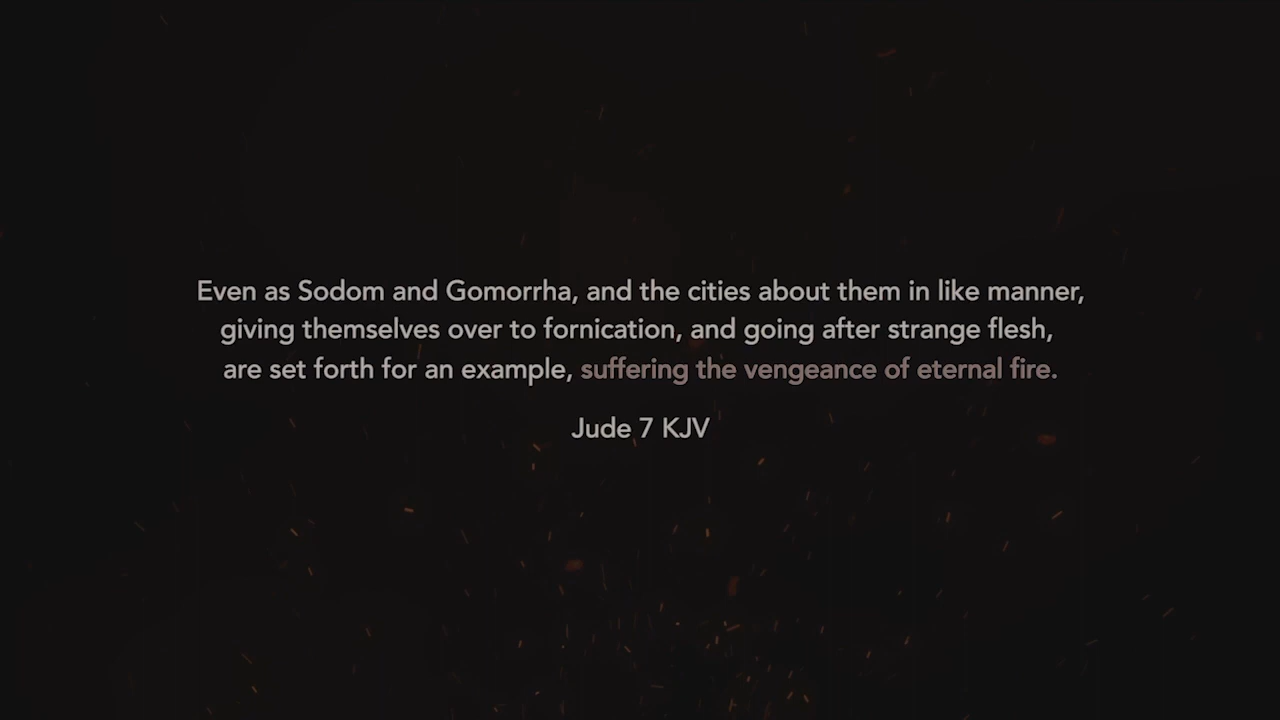 Even as Sodom and Gomorrha, and the cities about them in like manner,
giving themselves over to fornication, and going after strange flesh,
are set forth for an example, suffering the vengeance of eternal fire.
Jude 7 KJV